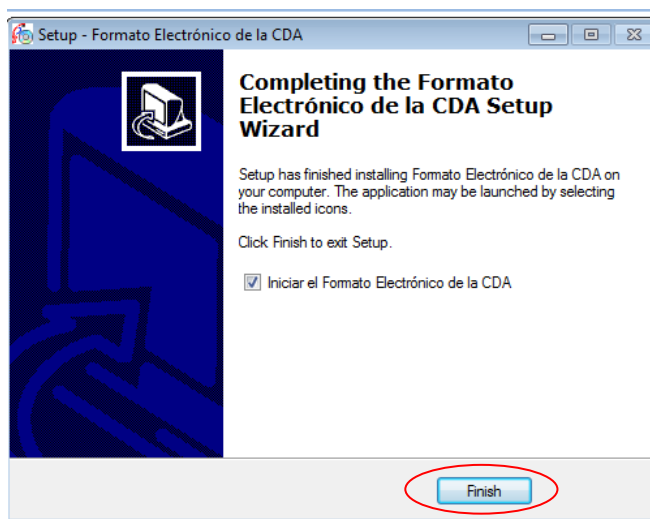 Setup - Formato Electrónico de la CDA
Completing the Formato
Electrónico de la CDA Setup
Wizard
Setup has finished installing Formato Electrónico de la CDA on
your computer. The application may be launched by selecting
the installed icons.
Click Finish to exit Setup.
Iniciar el Formato Electrónico de la CDA
Finish